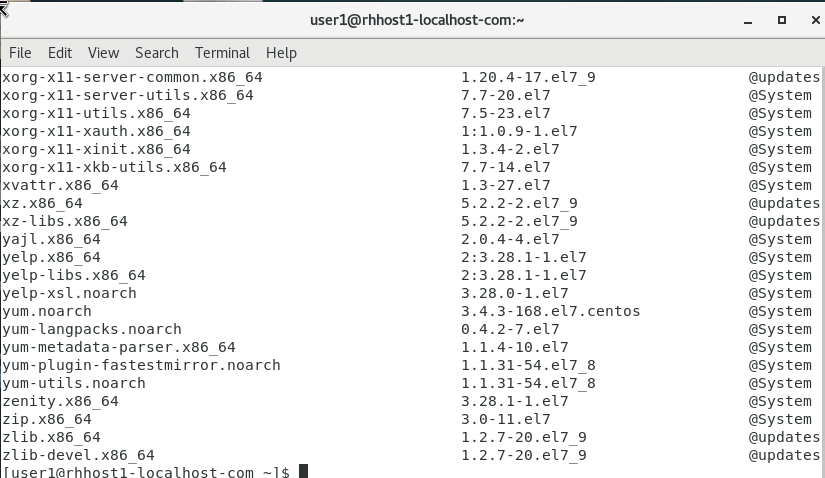 user1@rhhost1-localhost-com:~
File Edit View Search Terminal Help
xorg-x11-server-common.x86_64 1.20.4-17.el7_9 @updates
xorg-x11-server-utils.x86_64 7.7-20.el7 @System
xorg-x11-utils.x86_64 7.5-23.el7 @System
xorg-x11-xauth.x86_64 1:1.0.9-1.el7 @System
xorg-x11-xinit.x86_64 1.3.4-2.el7 @System
xorg-x11-xkb-utils.x86_64 7.7-14.el7 @System
xvattr.x86_64 1.3-27.el7 @System
xz.x86_64 5.2.2-2.el7_9 @updates
xz-libs.x86_64 5.2.2-2.el7_9 @updates
yajl.x86_64 2.0.4-4.el7 @System
yelp.x86_64 2:3.28.1-1.el7 @System
yelp-libs.x86_64 2:3.28.1-1.el7 @System
yelp-xsl.noarch 3.28.0-1.el7 @System
yum.noarch 3.4.3-168.el7.centos @System
yum-langpacks.noarch 0.4.2-7.el7 @System
yum-metadata-parser.x86_64 1.1.4-10.el7 @System
yum-plugin-fastestmirror.noarch 1.1.31-54.el7_8 @System
yum-utils.noarch 1.1.31-54.el7_8 @System
zenity.x86_64 3.28.1-1.el7 @System
zip.x86_64 3.0-11.el7 @System
zlib.x86_64 1.2.7-20.el7_9 @updates
zlib-devel.x86_64 1.2.7-20.el7_9 @updates
[user1@rhhost1-localhost-com ~]$